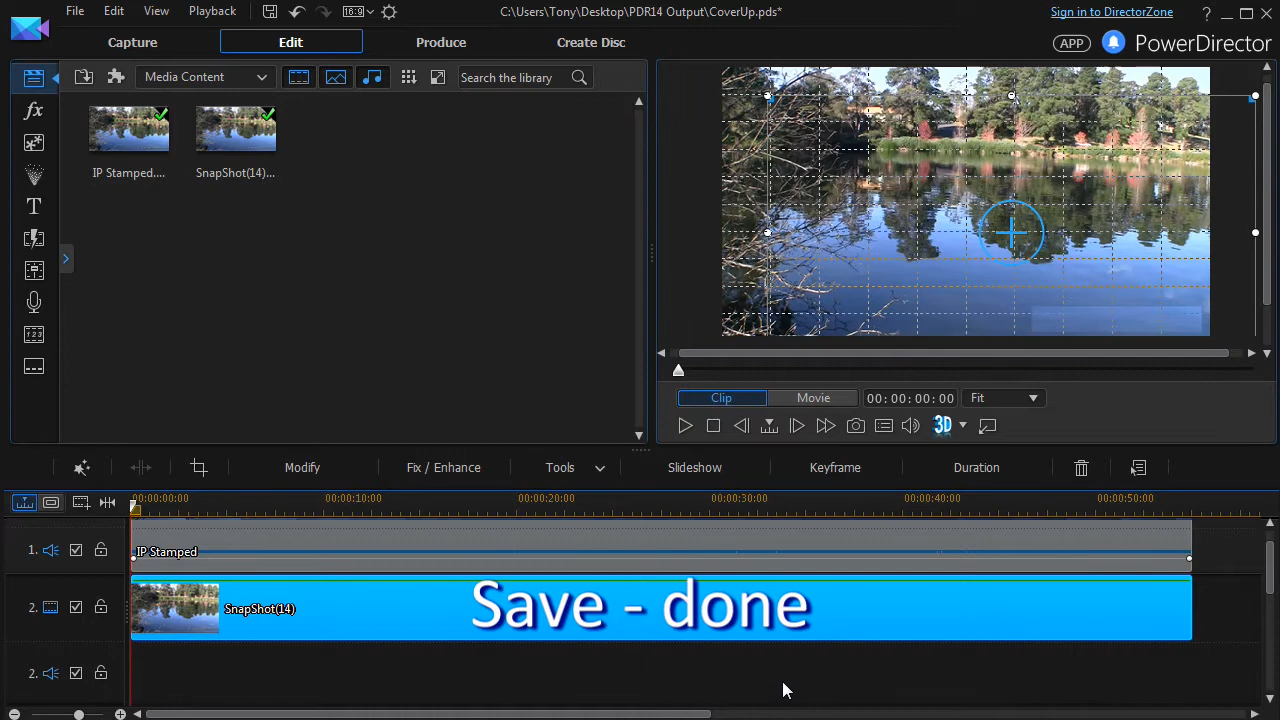 File Edit View Playback
16:9
C:\Users\Tony\Desktop\PDR14 Output\CoverUp.pds*
Sign in to DirectorZone
?
Capture Edit Produce Create Disc
APP PowerDirector
Media Content Search the library
IP Stamped.... SnapShot(14)...
fx
T
123
Clip Movie 00:00:00:00 Fit
3D
Modify Fix / Enhance Tools Slideshow Keyframe Duration
00:00:00:00 00:00:10:00 00:00:20:00 00:00:30:00 00:00:40:00 00:00:50:00
1. IP Stamped
2. SnapShot(14)
Save - done
2.